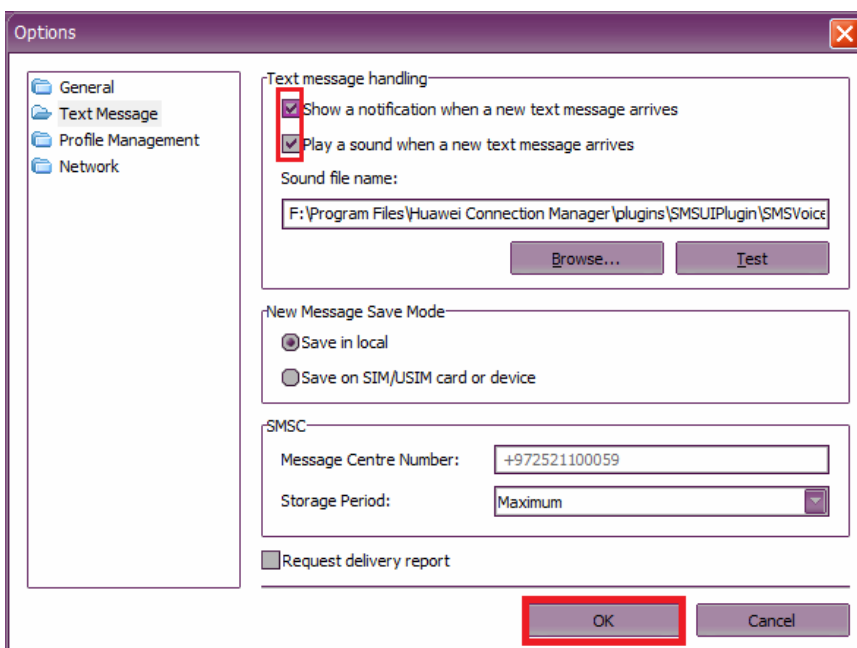 Options
General
Text Message
Profile Management
Network
Text message handling
Show a notification when a new text message arrives
Play a sound when a new text message arrives
Sound file name:
F:\Program Files\Huawei Connection Manager\plugins\SMSUIPlugin\SMSVoice
Browse...
Test
New Message Save Mode
Save in local
Save on SIM/USIM card or device
SMSC
Message Centre Number:
+972521100059
Storage Period:
Maximum
Request delivery report
OK
Cancel